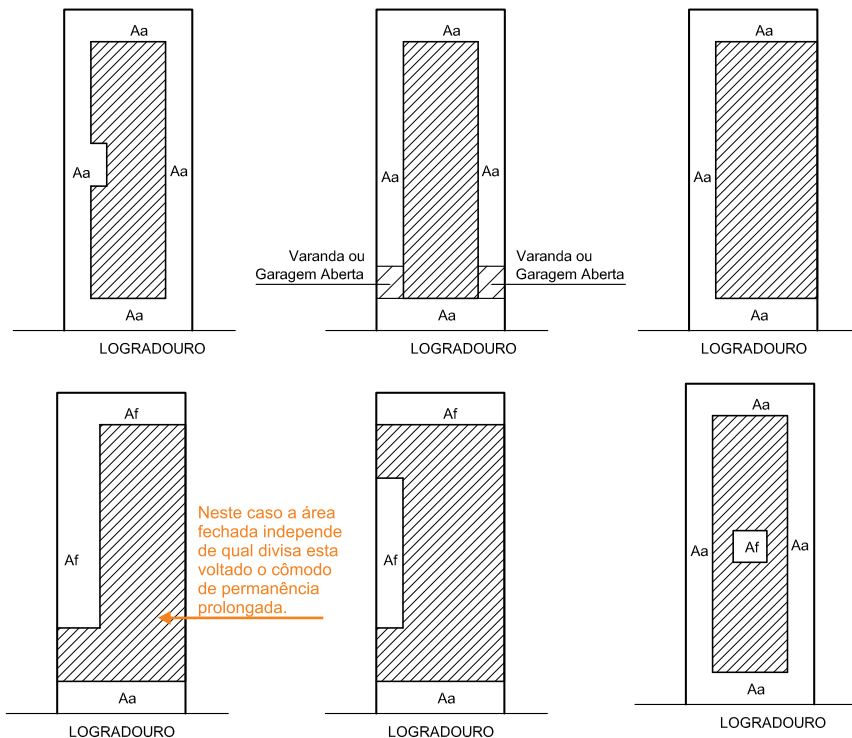 Aa
Aa
Aa
Aa
LOGRADOURO
Aa
Aa
Aa
Varanda ou
Garagem Aberta
Varanda ou
Garagem Aberta
Aa
LOGRADOURO
Aa
Aa
Aa
LOGRADOURO
Af
Af
Neste caso a área
fechada independe
de qual divisa esta
voltado o cômodo
de permanência
prolongada.
Aa
LOGRADOURO
Af
Af
Aa
LOGRADOURO
Aa
Aa
Af
Aa
Aa
LOGRADOURO